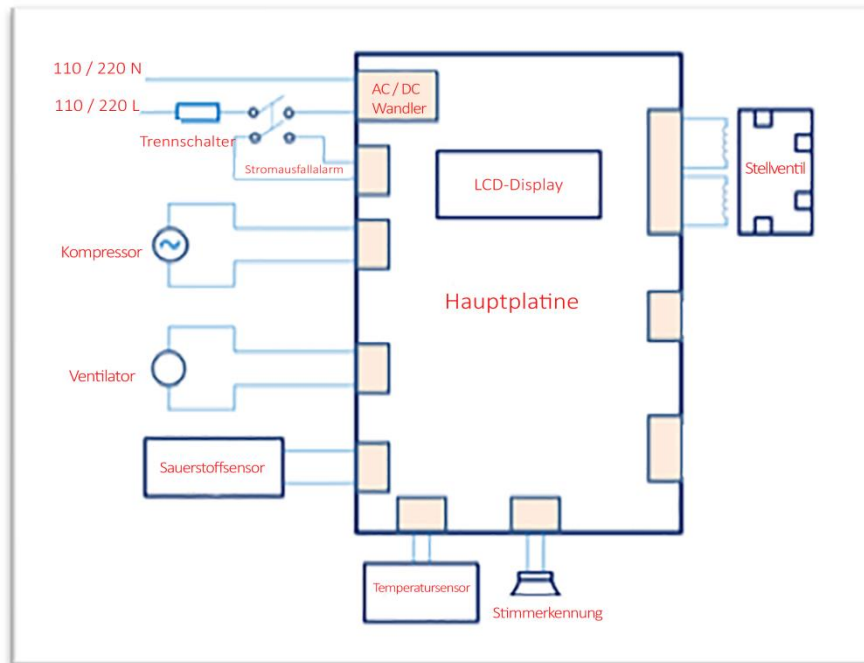 110 / 220 N
110 / 220 L
AC / DC
Wandler
Trennschalter
Stromausfallalarm
LCD-Display
Stellventil
Kompressor
Hauptplatine
Ventilator
Sauerstoffsensor
Temperatursensor
Stimmerkennung